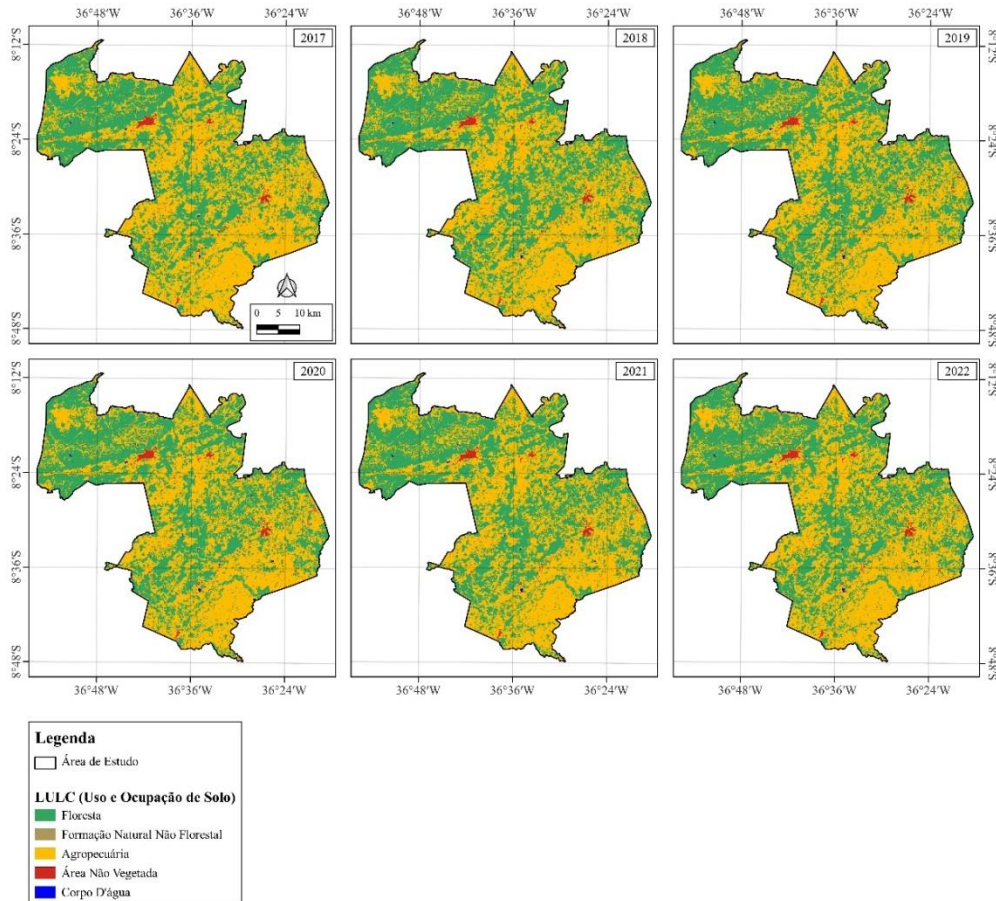 36°48'W 36°36'W 36°24'W 36°48'W 36°36'W 36°24'W 36°48'W 36°36'W 36°24'W
2017 2018 2019
8°12'S 8°12'S
8°24'S 8°24'S
8°36'S 8°36'S
0 5 10 km
8°48'S 8°48'S
2020 2021 2022
8°12'S 8°12'S
8°24'S 8°24'S
8°36'S 8°36'S
8°48'S 8°48'S
36°48'W 36°36'W 36°24'W 36°48'W 36°36'W 36°24'W 36°48'W 36°36'W 36°24'W
Legenda
Área de Estudo
LULC (Uso e Ocupação de Solo)
Floresta
Formação Natural Não Florestal
Agropecuária
Área Não Vegetada
Corpo D'água